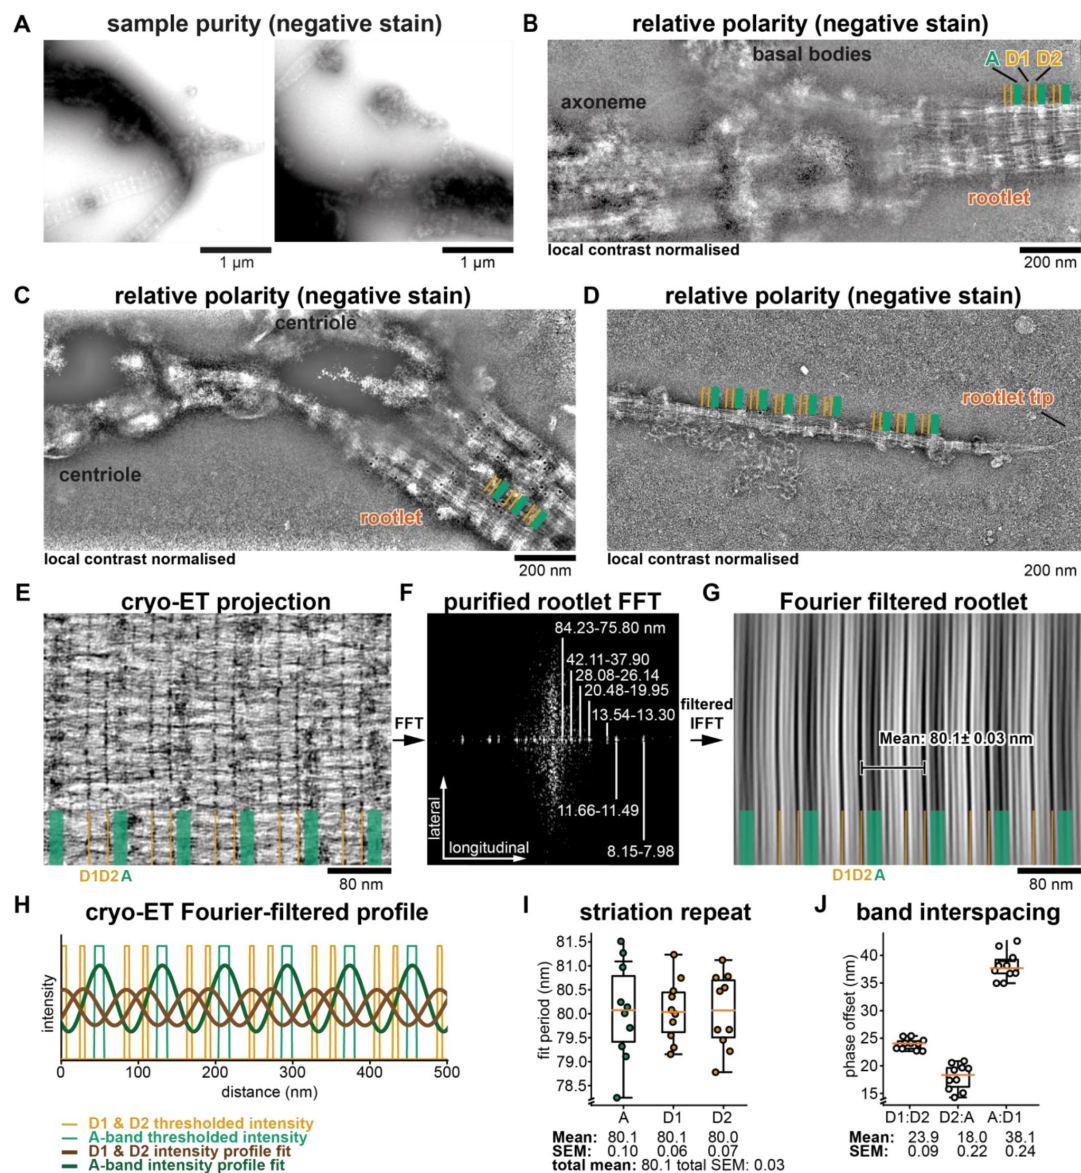 A sample purity (negative stain)
1 µm
1 µm
B relative polarity (negative stain)
basal bodies
A D1 D2
axoneme
rootlet
local contrast normalised
200 nm
C relative polarity (negative stain)
centriole
centriole
rootlet
local contrast normalised
200 nm
D relative polarity (negative stain)
rootlet tip
local contrast normalised
200 nm
E cryo-ET projection
D1D2A
80 nm
FFT
F purified rootlet FFT
84.23-75.80 nm
42.11-37.90
28.08-26.14
20.48-19.95
13.54-13.30
11.66-11.49
8.15-7.98
lateral
longitudinal
filtered
IFFT
G Fourier filtered rootlet
Mean: 80.1± 0.03 nm
D1D2A
80 nm
H cryo-ET Fourier-filtered profile
intensity
0 100 200 300 400 500
distance (nm)
D1 & D2 thresholded intensity
A-band thresholded intensity
D1 & D2 intensity profile fit
A-band intensity profile fit
I striation repeat
fit period (nm)
81.5
81.0
80.5
80.0
79.5
79.0
78.5
A D1 D2
Mean: 80.1 80.1 80.0
SEM: 0.10 0.06 0.07
total mean: 80.1 total SEM: 0.03
J band interspacing
phase offset (nm)
40
35
30
25
20
15
D1:D2 D2:A A:D1
Mean: 23.9 18.0 38.1
SEM: 0.09 0.22 0.24